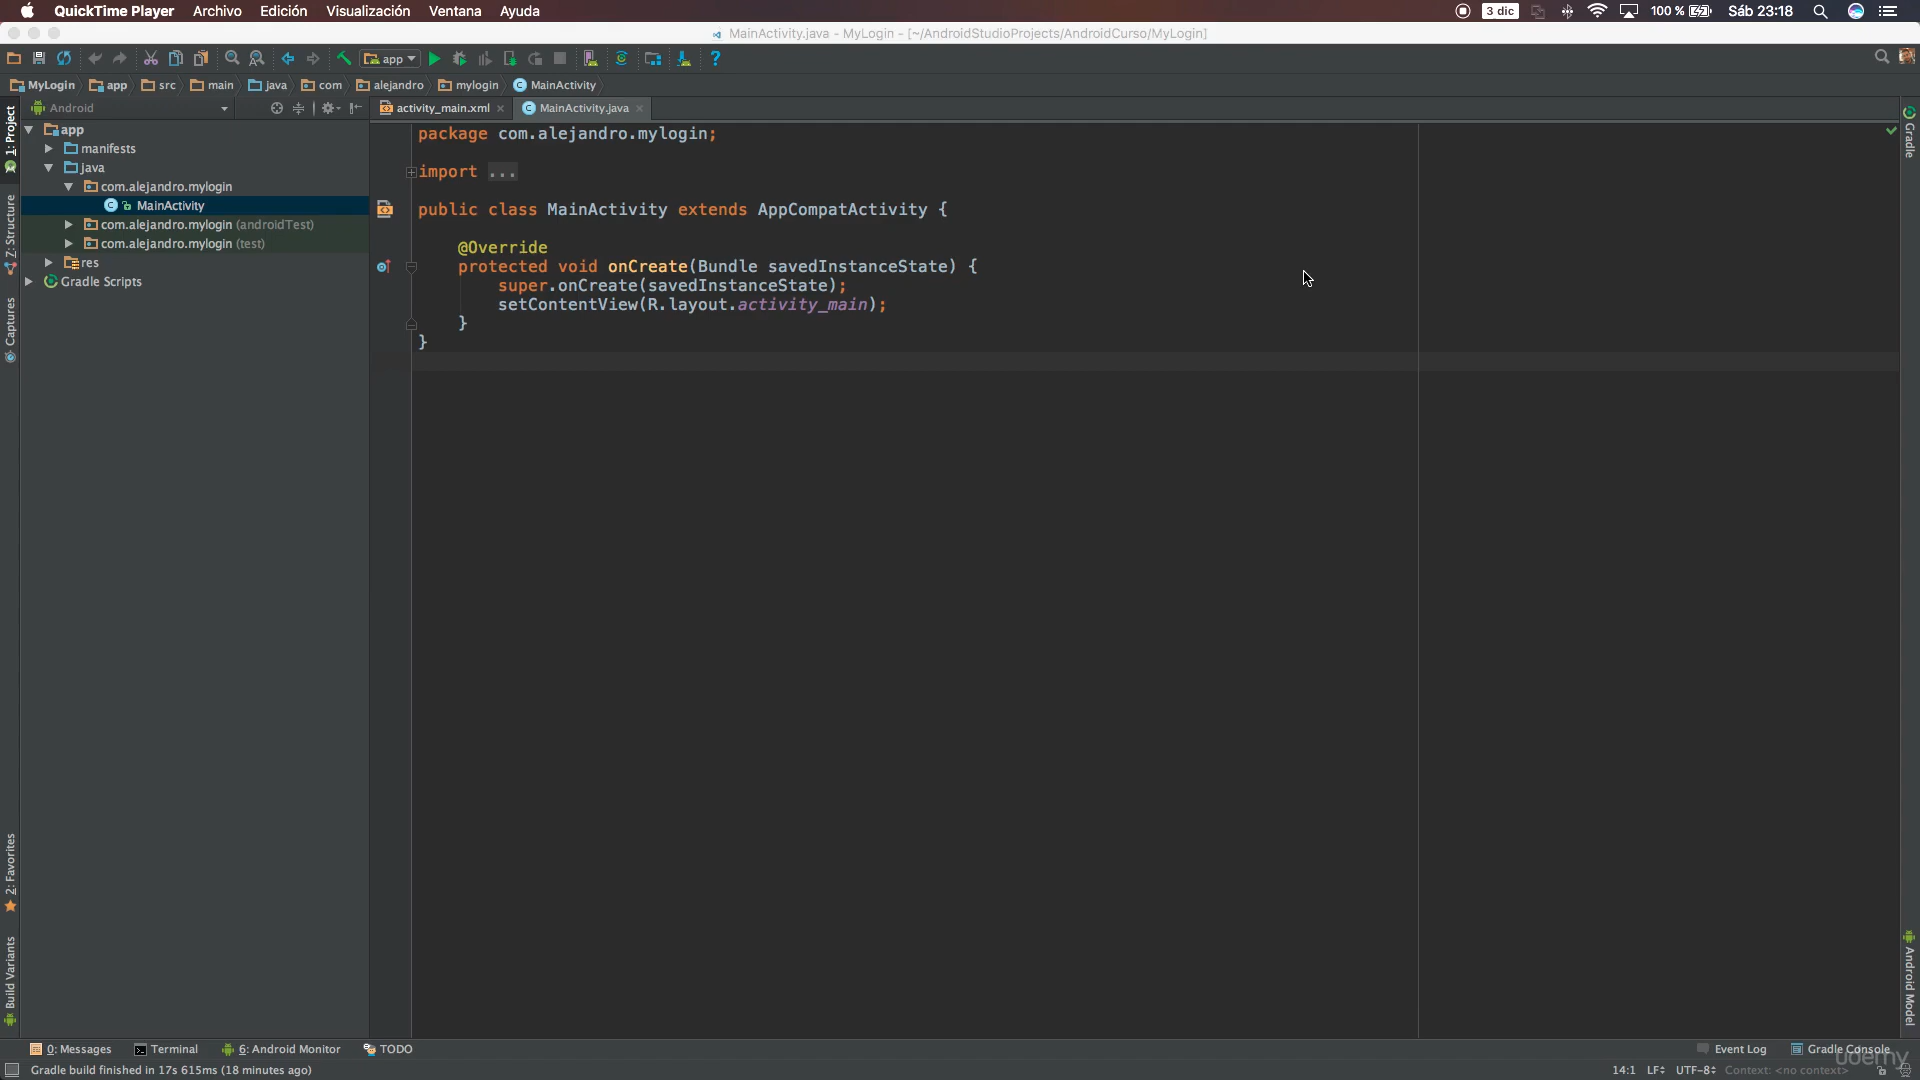 QuickTime Player Archivo Edición Visualización Ventana Ayuda 3 dic 100 % Sáb 23:18
MainActivity.java - MyLogin - [~/AndroidStudioProjects/AndroidCurso/MyLogin]
app
MyLogin app src main java com alejandro mylogin MainActivity
Android
activity_main.xml MainActivity.java
1: Project
Z: Structure
Captures
2: Favorites
Build Variants
app
manifests
java
com.alejandro.mylogin
MainActivity
com.alejandro.mylogin (androidTest)
com.alejandro.mylogin (test)
res
Gradle Scripts
package com.alejandro.mylogin;
import ...
public class MainActivity extends AppCompatActivity {
@Override
protected void onCreate(Bundle savedInstanceState) {
super.onCreate(savedInstanceState);
setContentView(R.layout.activity_main);
}
}
Gradle
Android Model
0: Messages Terminal 6: Android Monitor TODO Event Log Gradle Console
udemy
Gradle build finished in 17s 615ms (18 minutes ago) 14:1 LF UTF-8 Context: <no context>